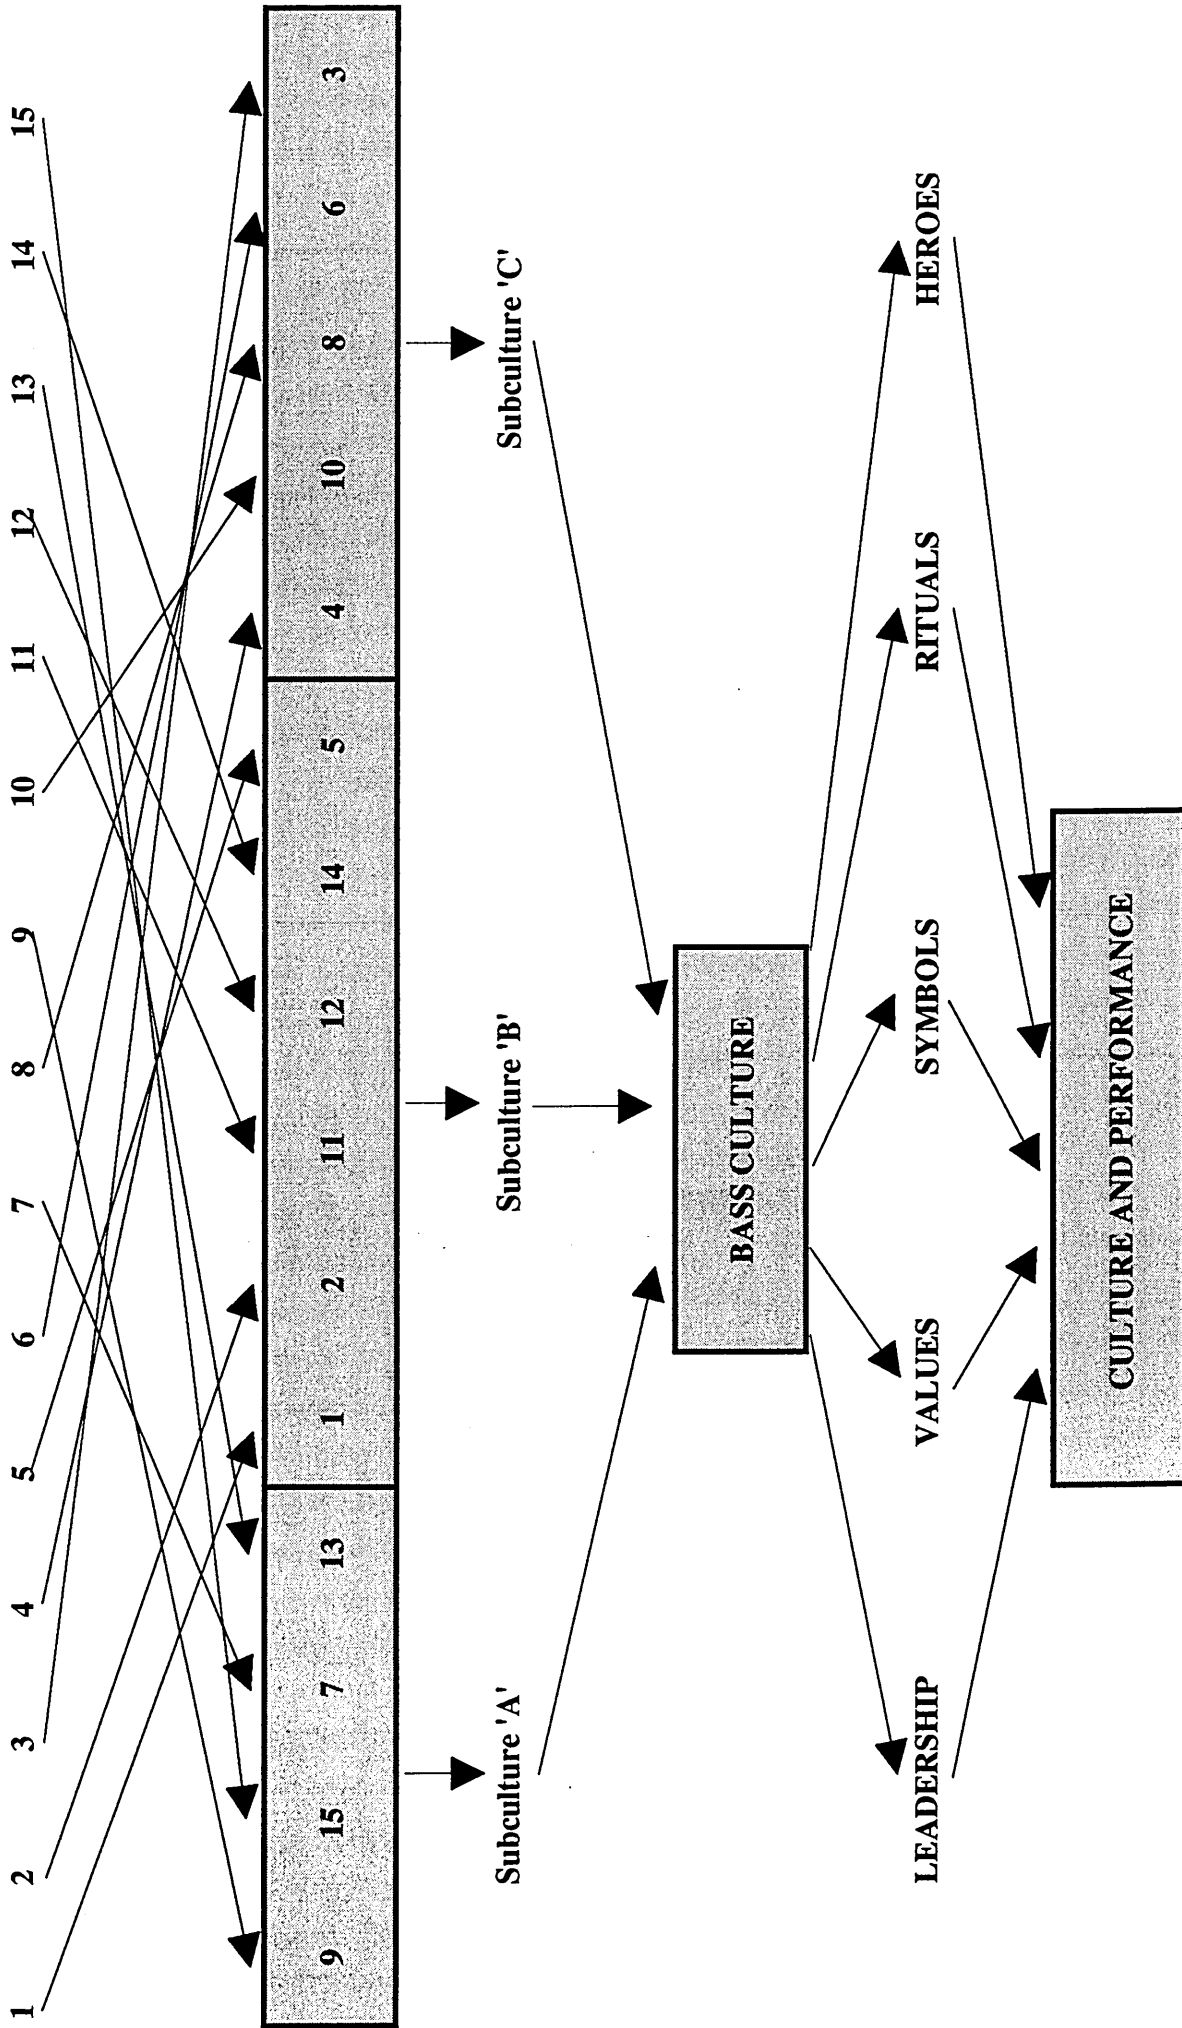 1 2 3 4 5 6 7 8 9 10 11 12 13 14 15
9 15 7 13 1 2 11 12 14 5 4 10 8 6 3
Subculture 'A' Subculture 'B' Subculture 'C'
BASS CULTURE
LEADERSHIP VALUES SYMBOLS RITUALS HEROES
CULTURE AND PERFORMANCE